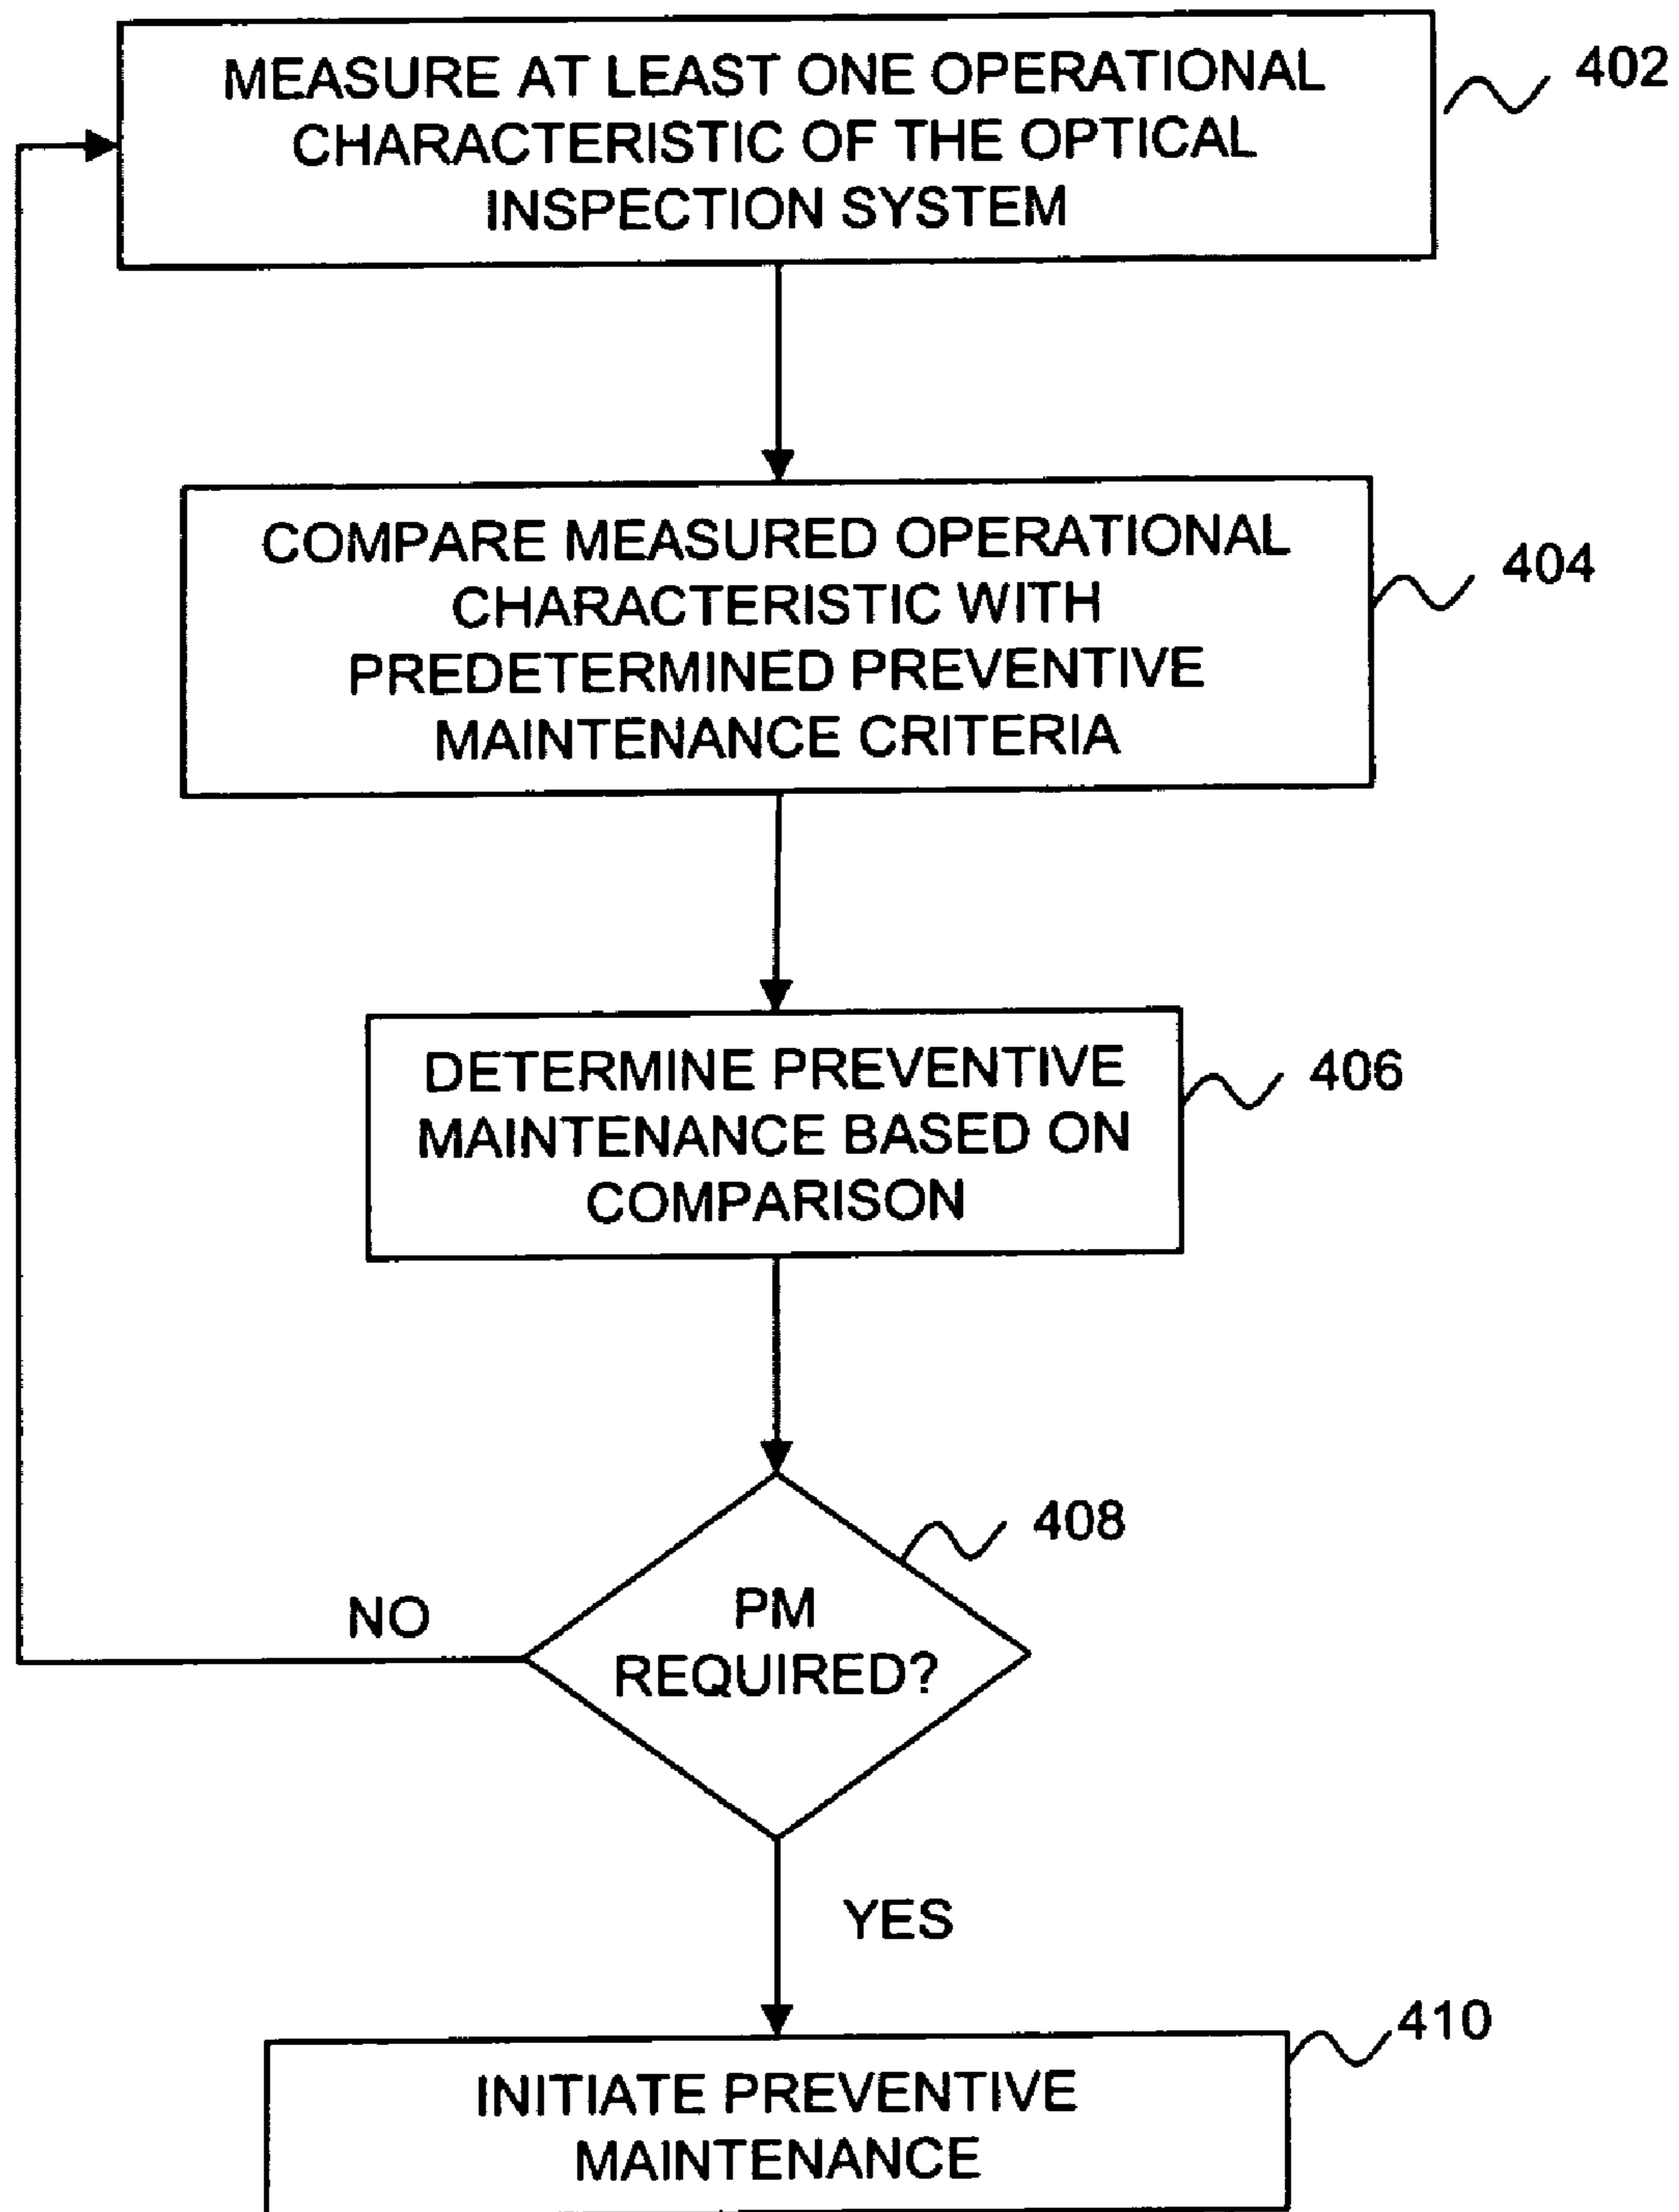 MEASURE AT LEAST ONE OPERATIONAL
CHARACTERISTIC OF THE OPTICAL
INSPECTION SYSTEM
402
COMPARE MEASURED OPERATIONAL
CHARACTERISTIC WITH
PREDETERMINED PREVENTIVE
MAINTENANCE CRITERIA
404
DETERMINE PREVENTIVE
MAINTENANCE BASED ON
COMPARISON
406
408
PM
REQUIRED?
NO
YES
410
INITIATE PREVENTIVE
MAINTENANCE